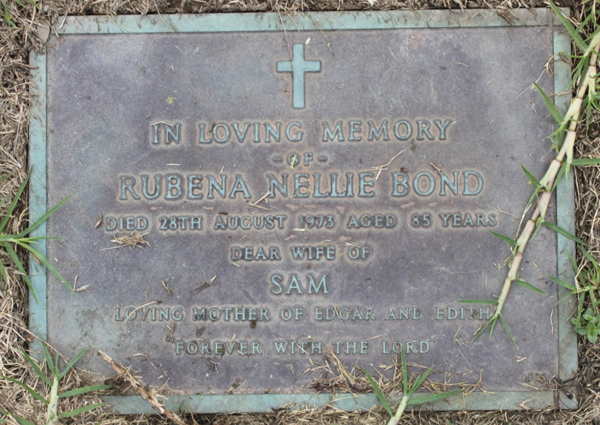 IN LOVING MEMORY
-OF-
RUBENA NELLIE BOND
DIED 28TH AUGUST 1973 AGED 85 YEARS
DEAR WIFE OF
SAM
LOVING MOTHER OF EDGAR AND EDITH
"FOREVER WITH THE LORD"